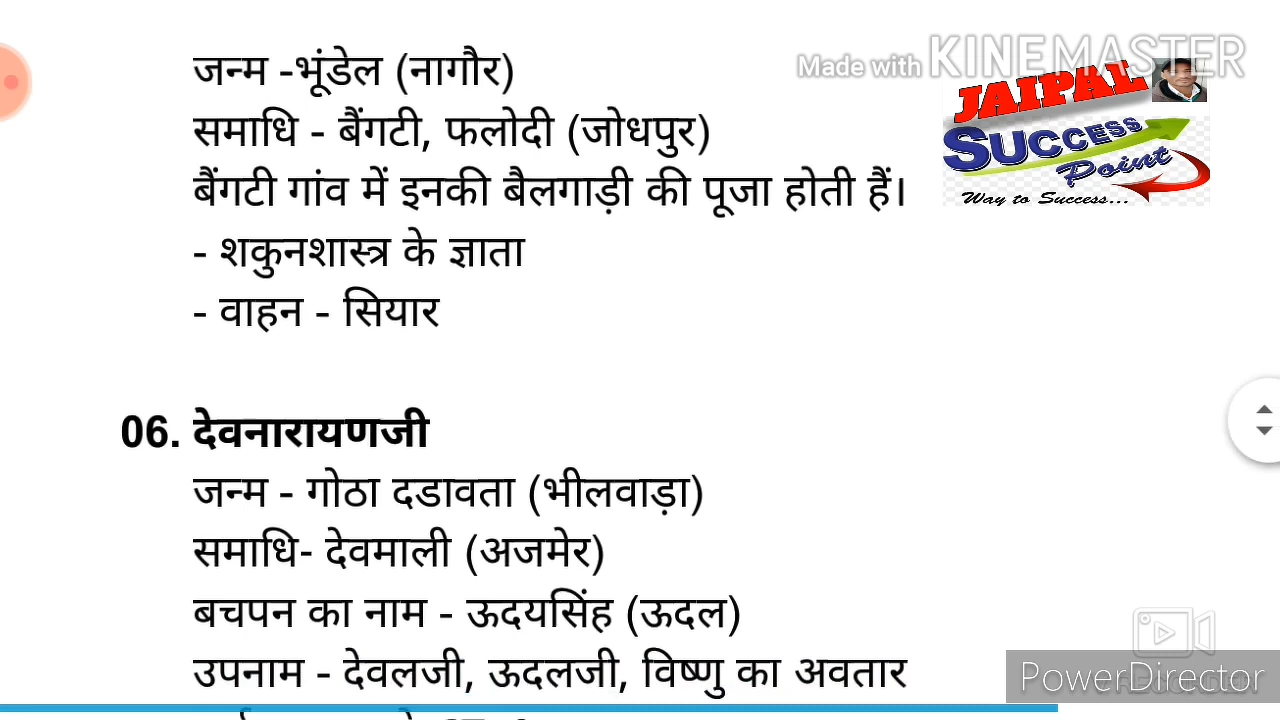 Made with KINEMASTER
JAIPAL
SUCCESS
Point
Way to Success...
जन्म -भूंडेल (नागौर)
समाधि - बैंगटी, फलोदी (जोधपुर)
बैंगटी गांव में इनकी बैलगाड़ी की पूजा होती हैं।
- शकुनशास्त्र के ज्ञाता
- वाहन - सियार
06. देवनारायणजी
जन्म - गोठा दडावता (भीलवाड़ा)
समाधि- देवमाली (अजमेर)
बचपन का नाम - ऊदयसिंह (ऊदल)
उपनाम - देवलजी, ऊदलजी, विष्णु का अवतार
PowerDirector